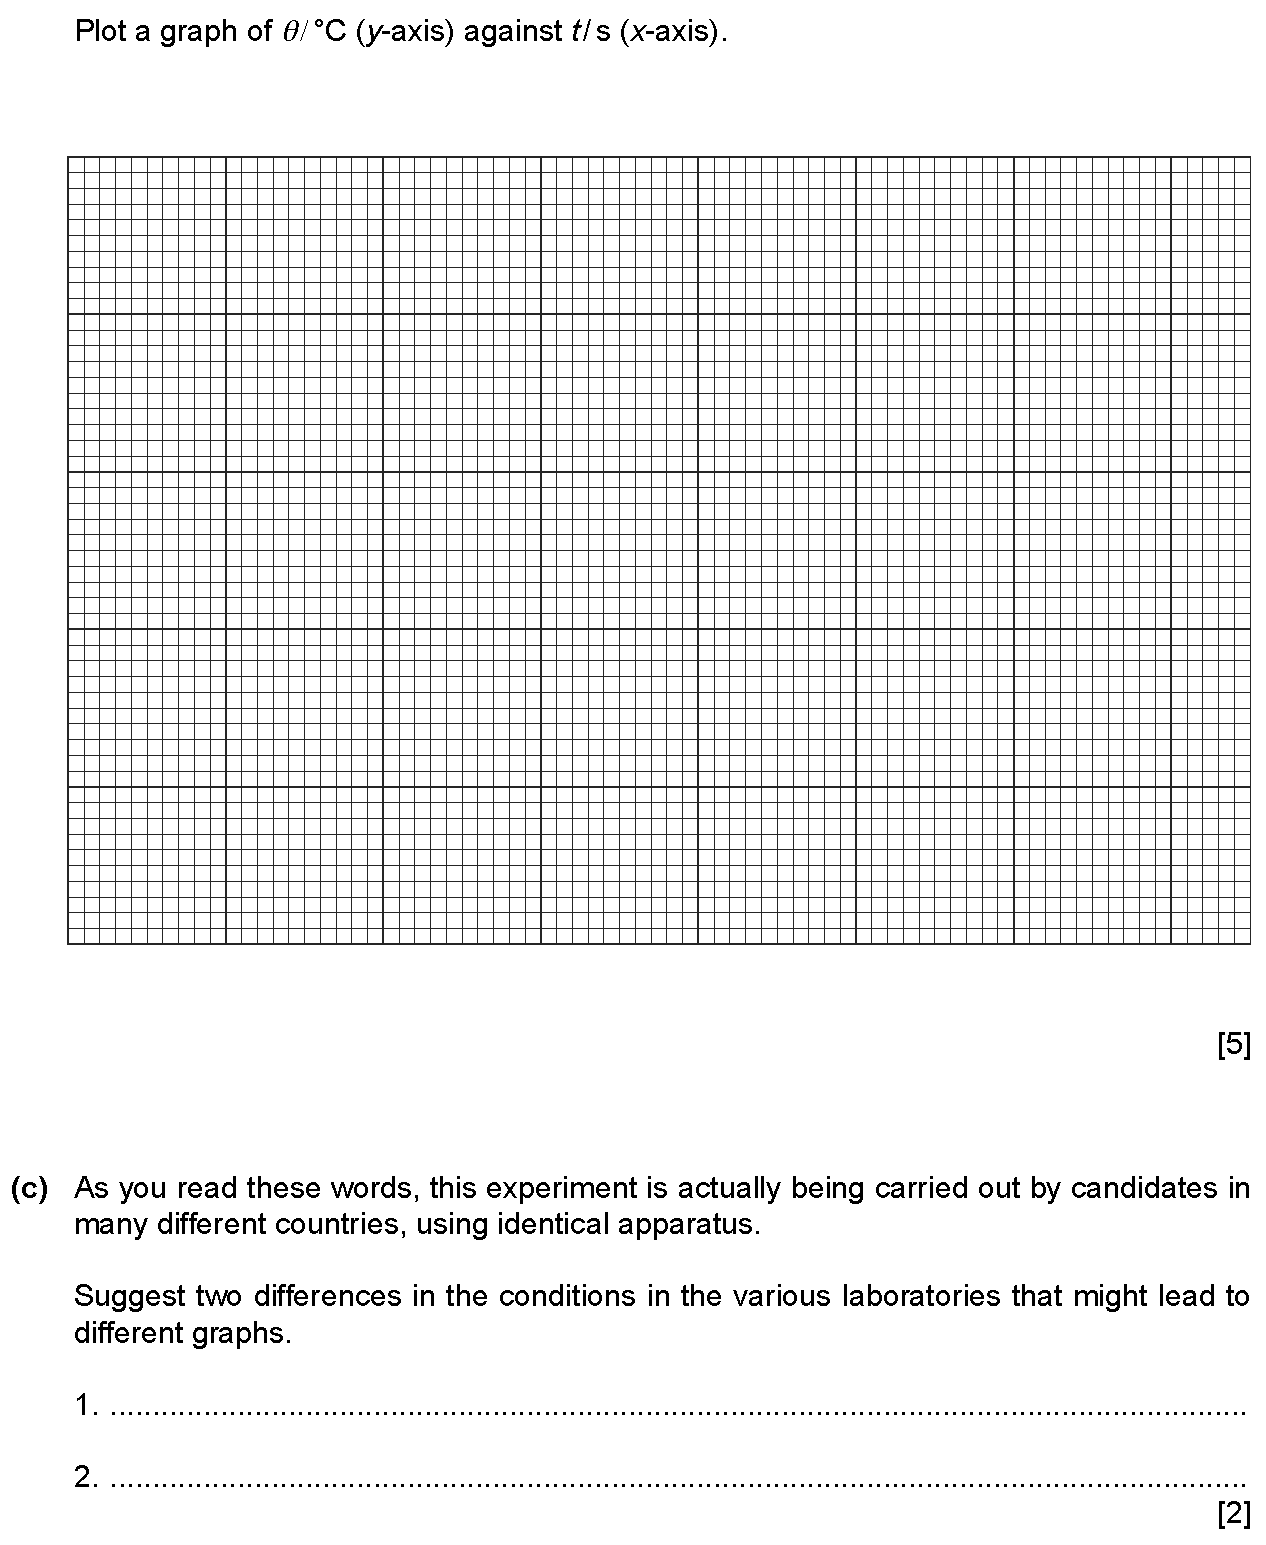 Plot a graph of θ/ °C (y-axis) against t/ s (x-axis).
[5]
(c) As you read these words, this experiment is actually being carried out by candidates in
many different countries, using identical apparatus.
Suggest two differences in the conditions in the various laboratories that might lead to
different graphs.
1. ..........................................................................................................................................
2. ..........................................................................................................................................
[2]